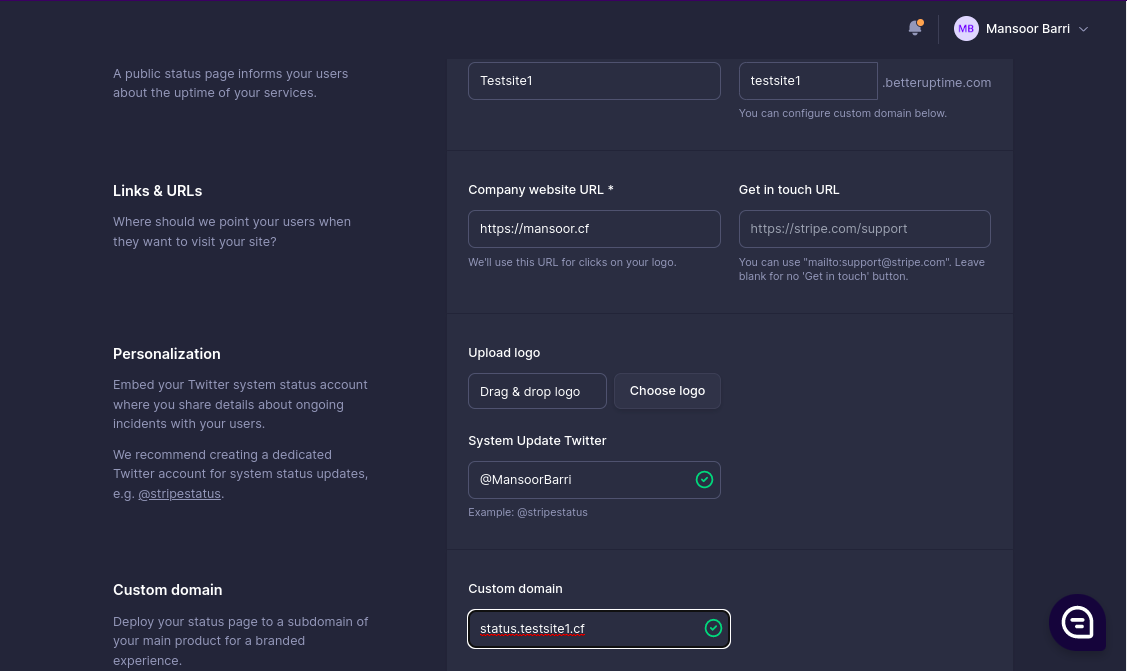 MB Mansoor Barri
A public status page informs your users
about the uptime of your services.
Testsite1
testsite1 .betteruptime.com
You can configure custom domain below.
Links & URLs
Where should we point your users when
they want to visit your site?
Company website URL *
https://mansoor.cf
We'll use this URL for clicks on your logo.
Get in touch URL
https://stripe.com/support
You can use "mailto:support@stripe.com". Leave
blank for no 'Get in touch' button.
Personalization
Embed your Twitter system status account
where you share details about ongoing
incidents with your users.
We recommend creating a dedicated
Twitter account for system status updates,
e.g. @stripestatus.
Upload logo
Drag & drop logo Choose logo
System Update Twitter
@MansoorBarri
Example: @stripestatus
Custom domain
Deploy your status page to a subdomain of
your main product for a branded
experience.
Custom domain
status.testsite1.cf